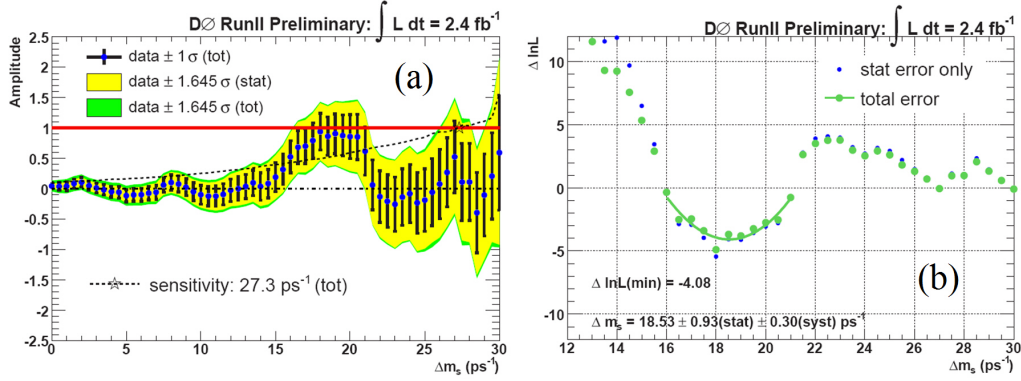 DØ RunII Preliminary: ∫ L dt = 2.4 fb⁻¹
Amplitude
2.5
2
1.5
1
0.5
0
-0.5
-1
-1.5
-2
-2.5
data ± 1 σ (tot)
data ± 1.645 σ (stat)
data ± 1.645 σ (tot)
(a)
sensitivity: 27.3 ps⁻¹ (tot)
0 5 10 15 20 25 30
Δmₛ (ps⁻¹)
DØ RunII Preliminary: ∫ L dt = 2.4 fb⁻¹
Δ lnL
10
5
0
-5
-10
stat error only
total error
(b)
Δ lnL(min) = -4.08
Δ mₛ = 18.53 ± 0.93(stat) ± 0.30(syst) ps⁻¹
12 14 16 18 20 22 24 26 28 30
Δmₛ (ps⁻¹)